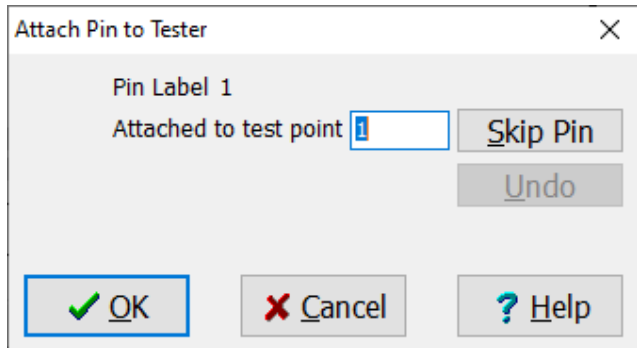 Attach Pin to Tester
Pin Label 1
Attached to test point 1
Skip Pin
Undo
OK
Cancel
? Help